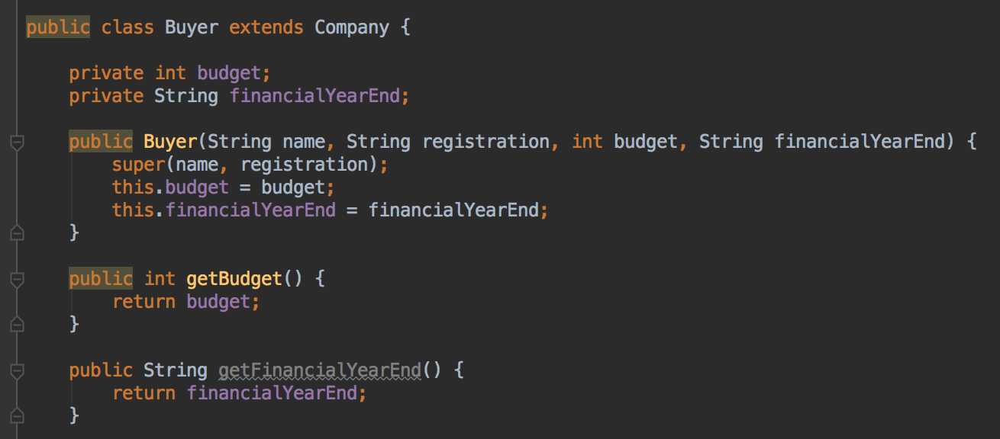 public class Buyer extends Company {
private int budget;
private String financialYearEnd;
public Buyer(String name, String registration, int budget, String financialYearEnd) {
super(name, registration);
this.budget = budget;
this.financialYearEnd = financialYearEnd;
}
public int getBudget() {
return budget;
}
public String getFinancialYearEnd() {
return financialYearEnd;
}